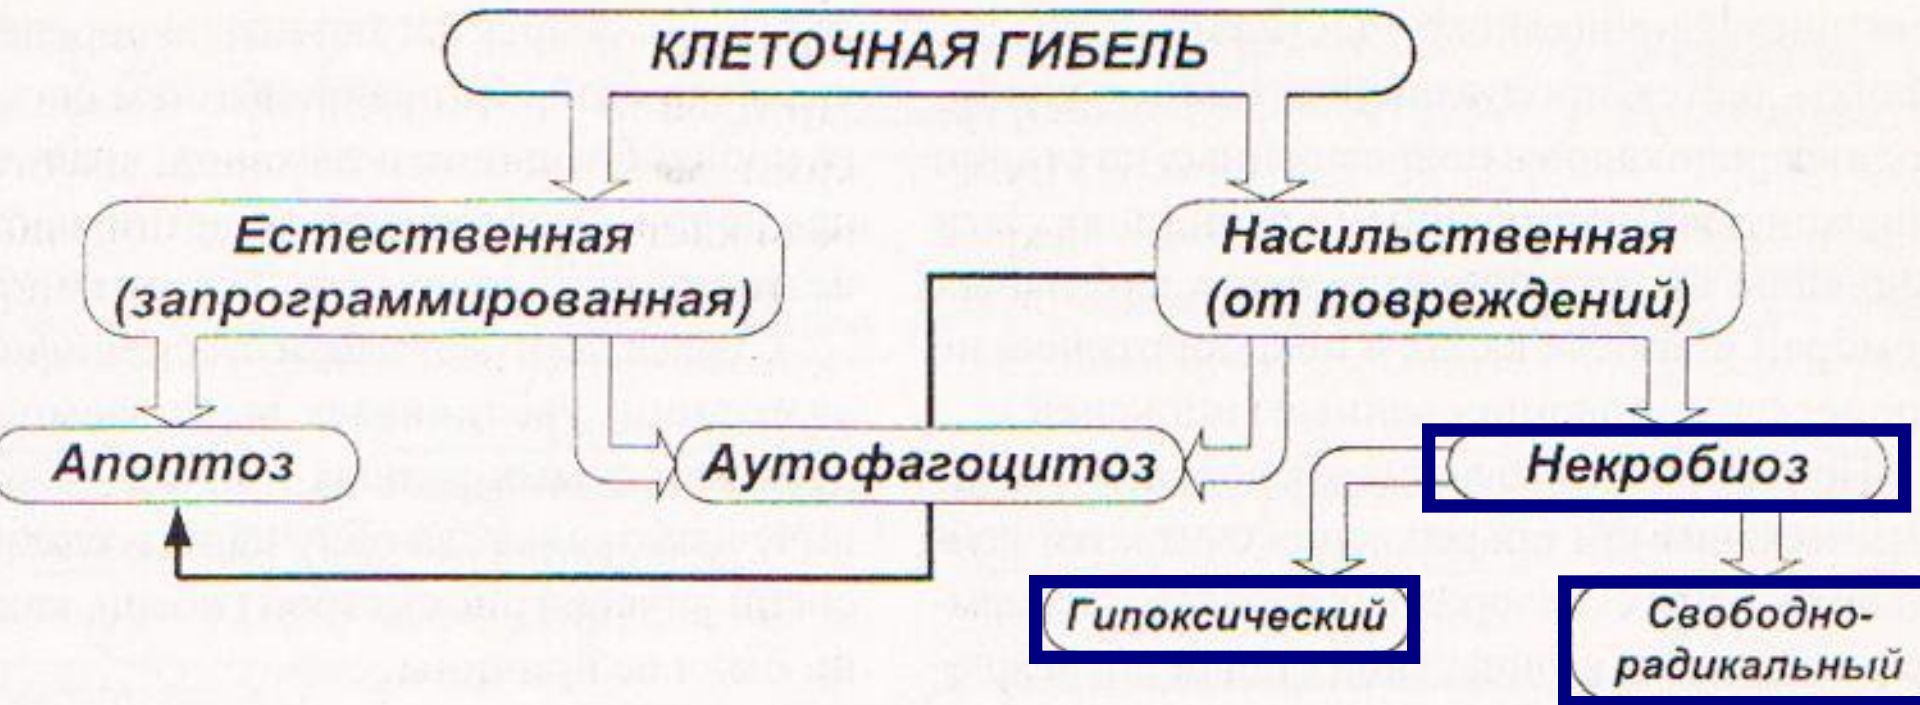 КЛЕТОЧНАЯ ГИБЕЛЬ
Естественная
(запрограммированная)
Насильственная
(от повреждений)
Апоптоз
Аутофагоцитоз
Некробиоз
Гипоксический
Свободно-
радикальный